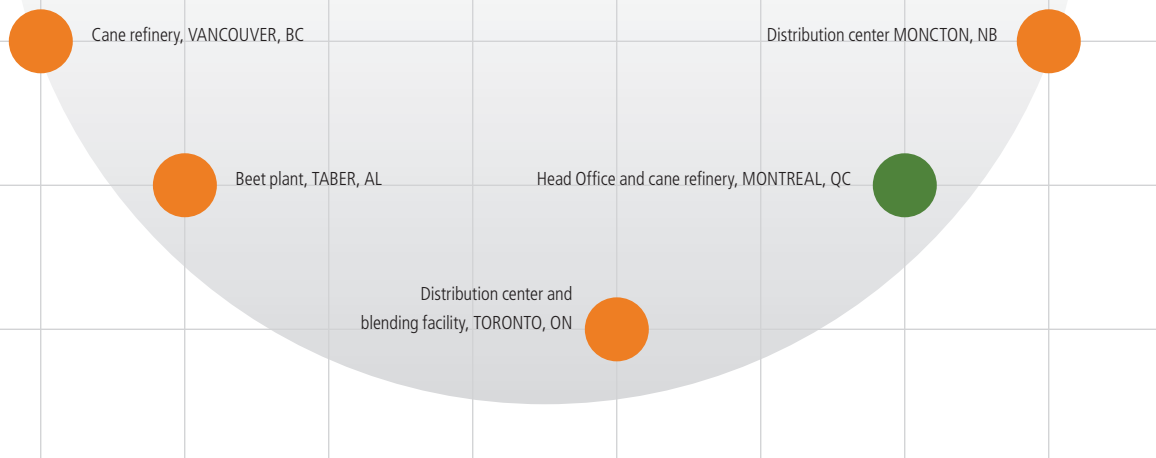 Cane refinery, VANCOUVER, BC
Distribution center MONCTON, NB
Beet plant, TABER, AL
Head Office and cane refinery, MONTREAL, QC
Distribution center and
blending facility, TORONTO, ON